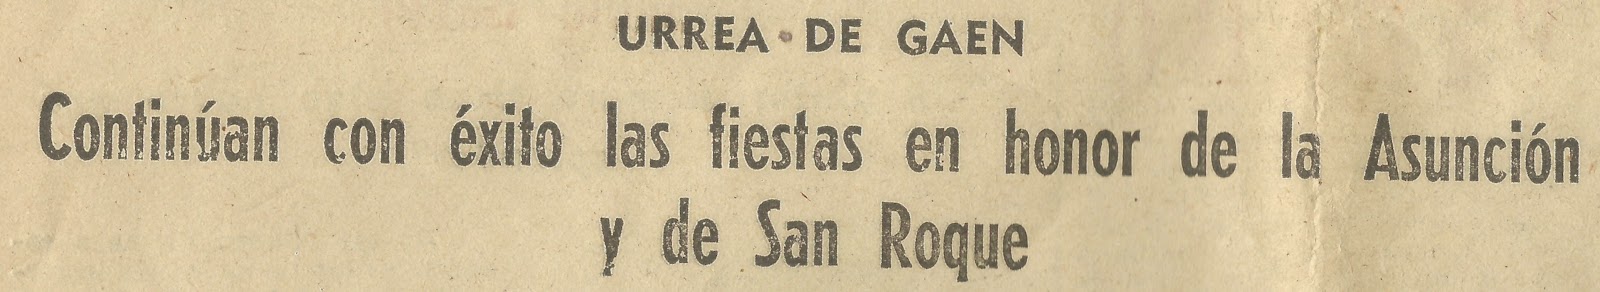 URREA DE GAEN
Continúan con éxito las fiestas en honor de la Asunción
y de San Roque